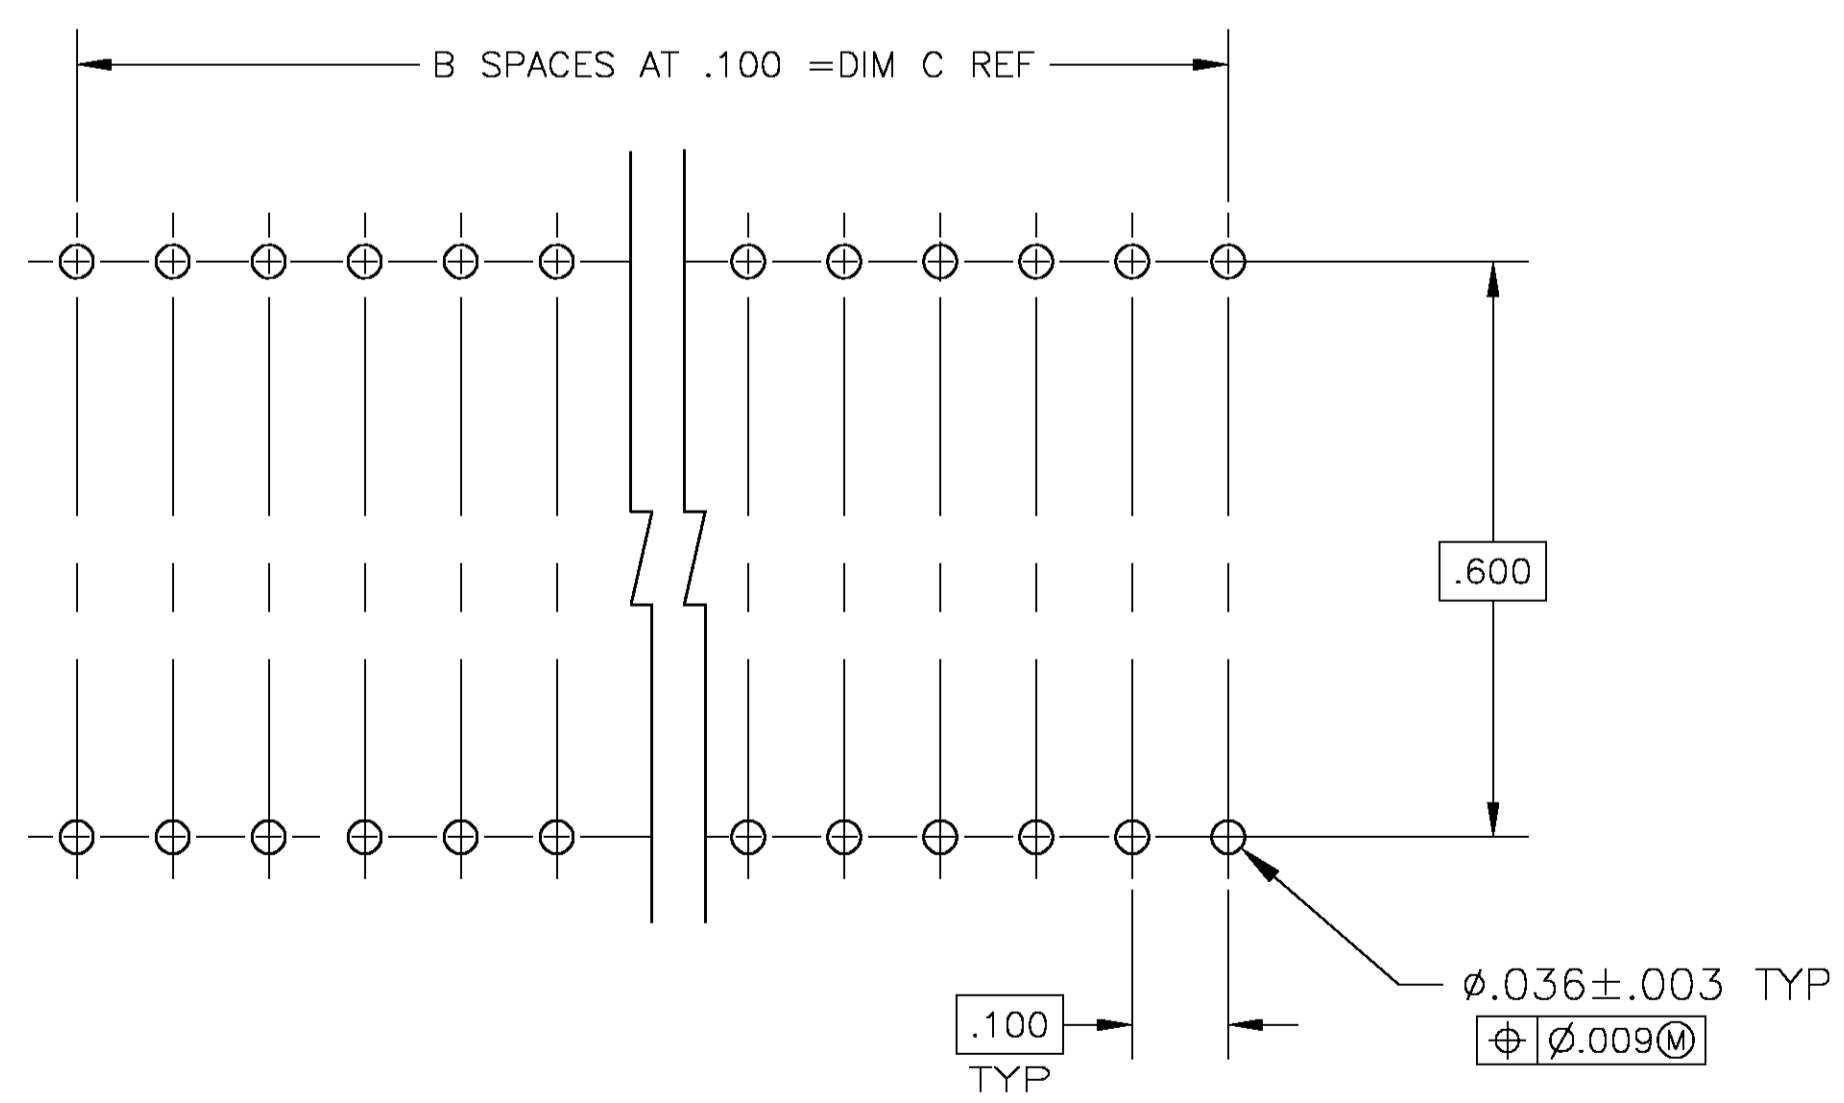 B SPACES AT .100 =DIM C REF
.600
⌀.036±.003 TYP
⌖ ⌀.009Ⓜ
.100
TYP